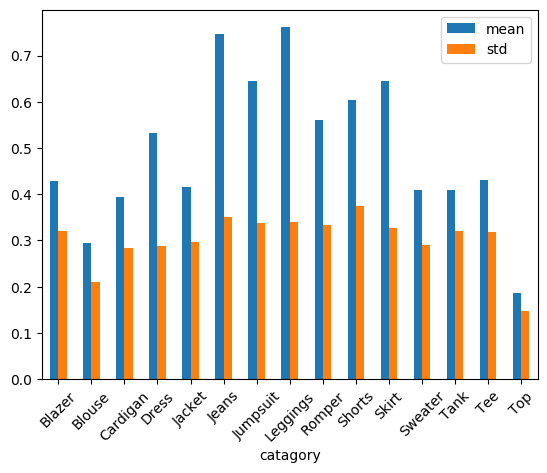 mean
std
0.7
0.6
0.5
0.4
0.3
0.2
0.1
0.0
Blazer
Blouse
Cardigan
Dress
Jacket
Jeans
Jumpsuit
Leggings
Romper
Shorts
Skirt
Sweater
Tank
Tee
Top
catagory